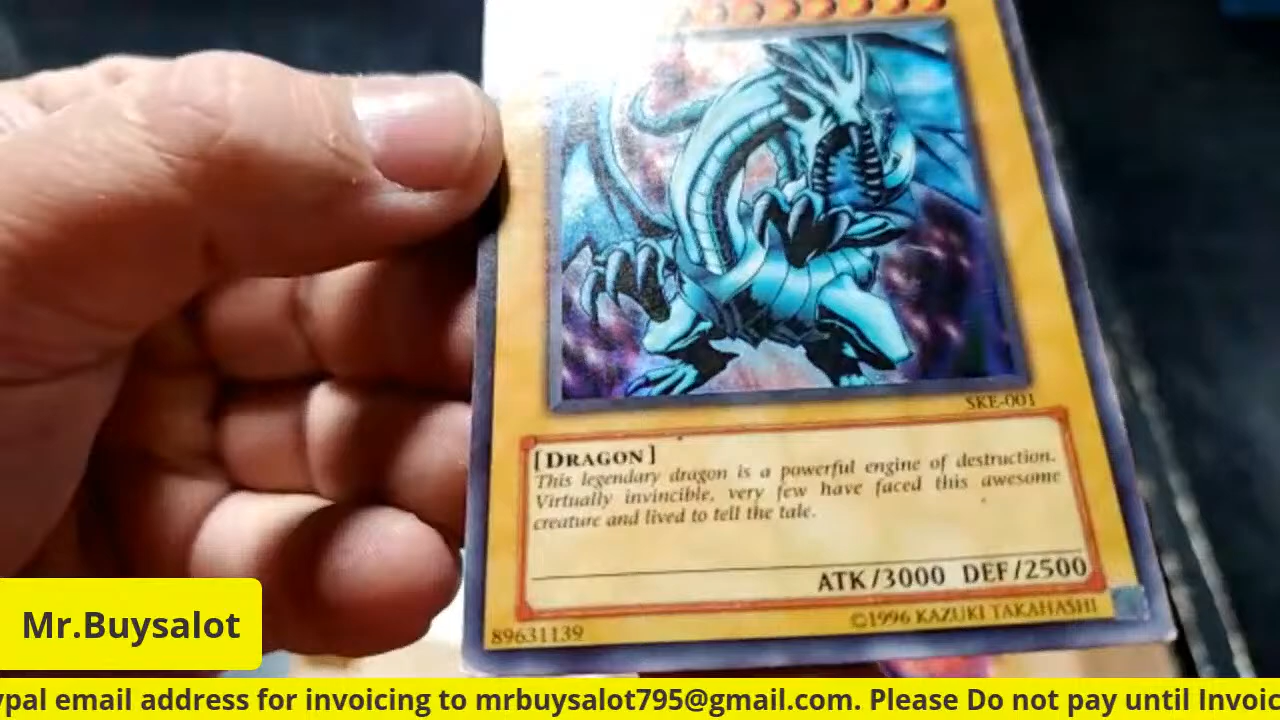 SKE-001
[DRAGON]
This legendary dragon is a powerful engine of destruction.
Virtually invincible, very few have faced this awesome
creature and lived to tell the tale.
ATK/3000 DEF/2500
89631139
©1996 KAZUKI TAKAHASHI
Mr.Buysalot
ypal email address for invoicing to mrbuysalot795@gmail.com. Please Do not pay until Invoic